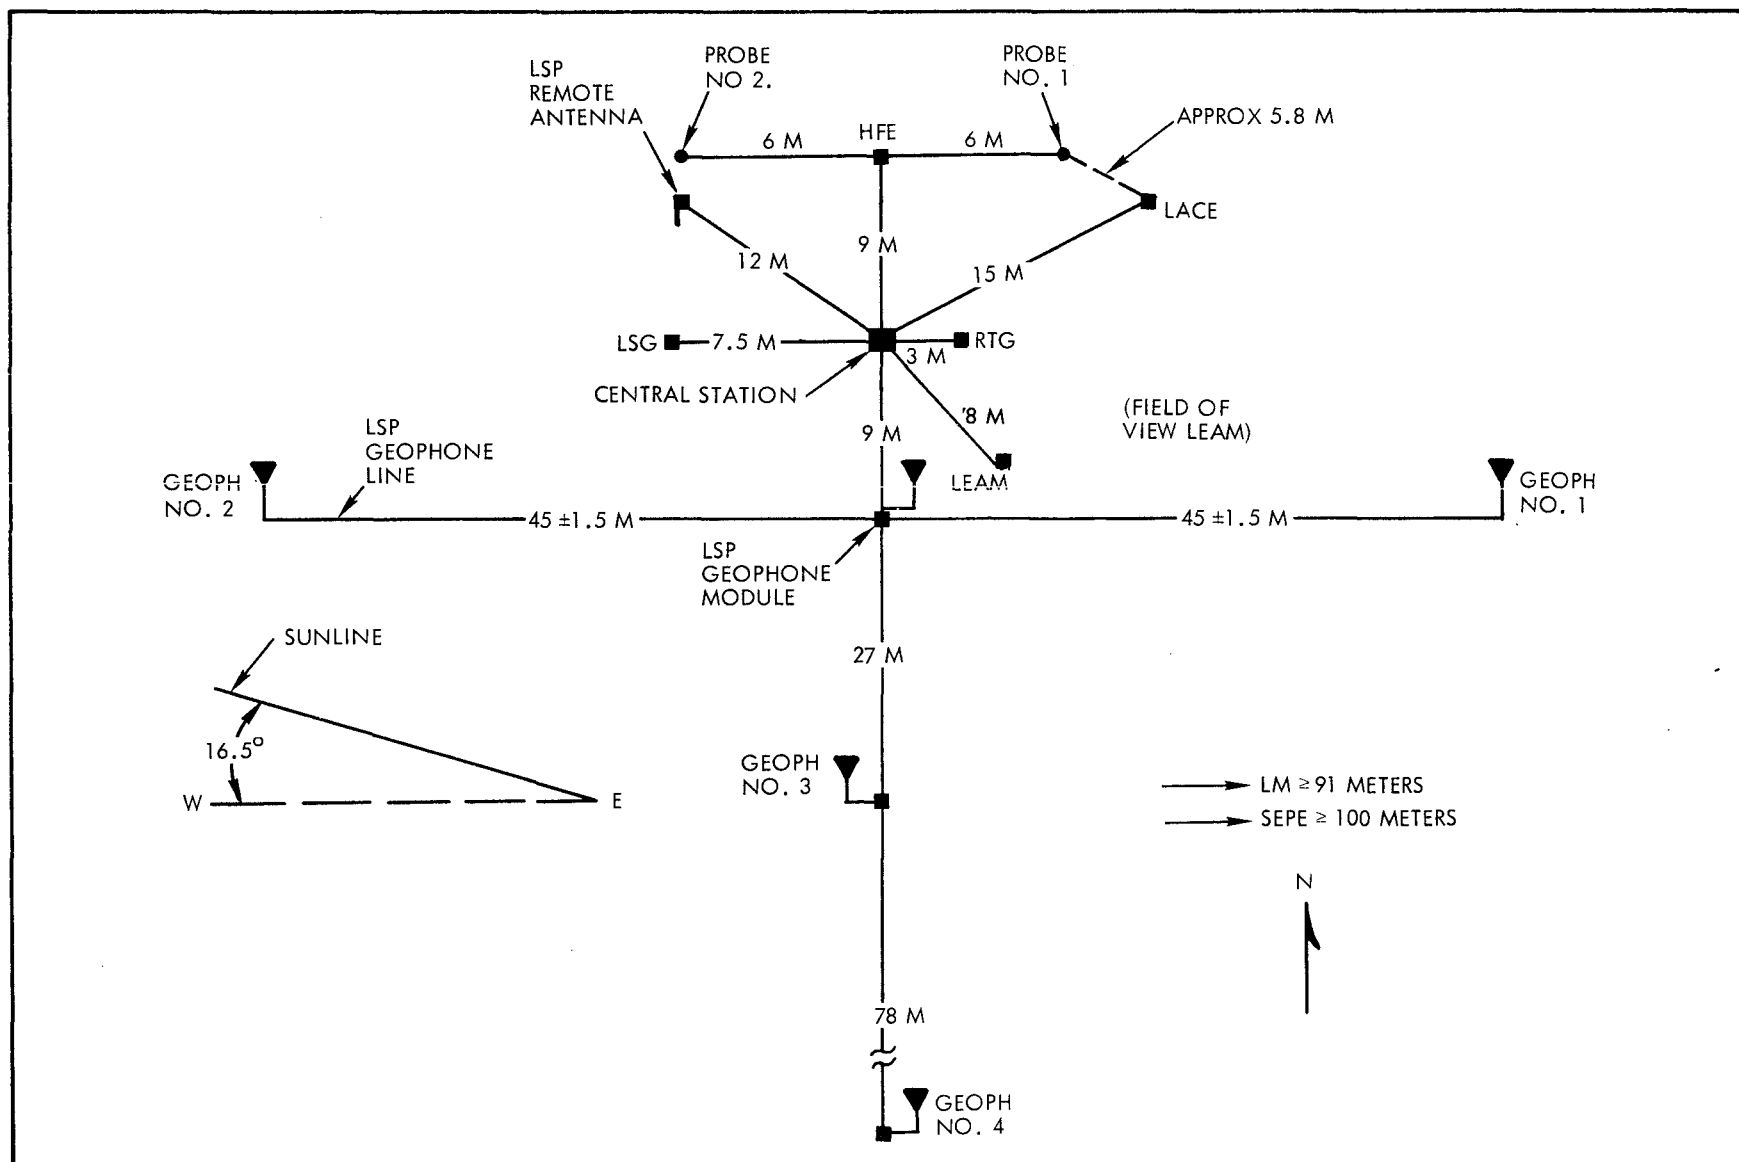 PROBE
NO 2.
PROBE
NO. 1
LSP
REMOTE
ANTENNA
APPROX 5.8 M
HFE
6 M
6 M
LACE
9 M
12 M
15 M
LSG
7.5 M
RTG
3 M
CENTRAL STATION
'8 M
(FIELD OF
VIEW LEAM)
LSP
GEOPHONE
LINE
9 M
GEOPH
NO. 2
LEAM
GEOPH
NO. 1
45 ±1.5 M
45 ±1.5 M
LSP
GEOPHONE
MODULE
SUNLINE
27 M
16.5°
W
E
GEOPH
NO. 3
LM ≥ 91 METERS
SEPE ≥ 100 METERS
N
78 M
GEOPH
NO. 4